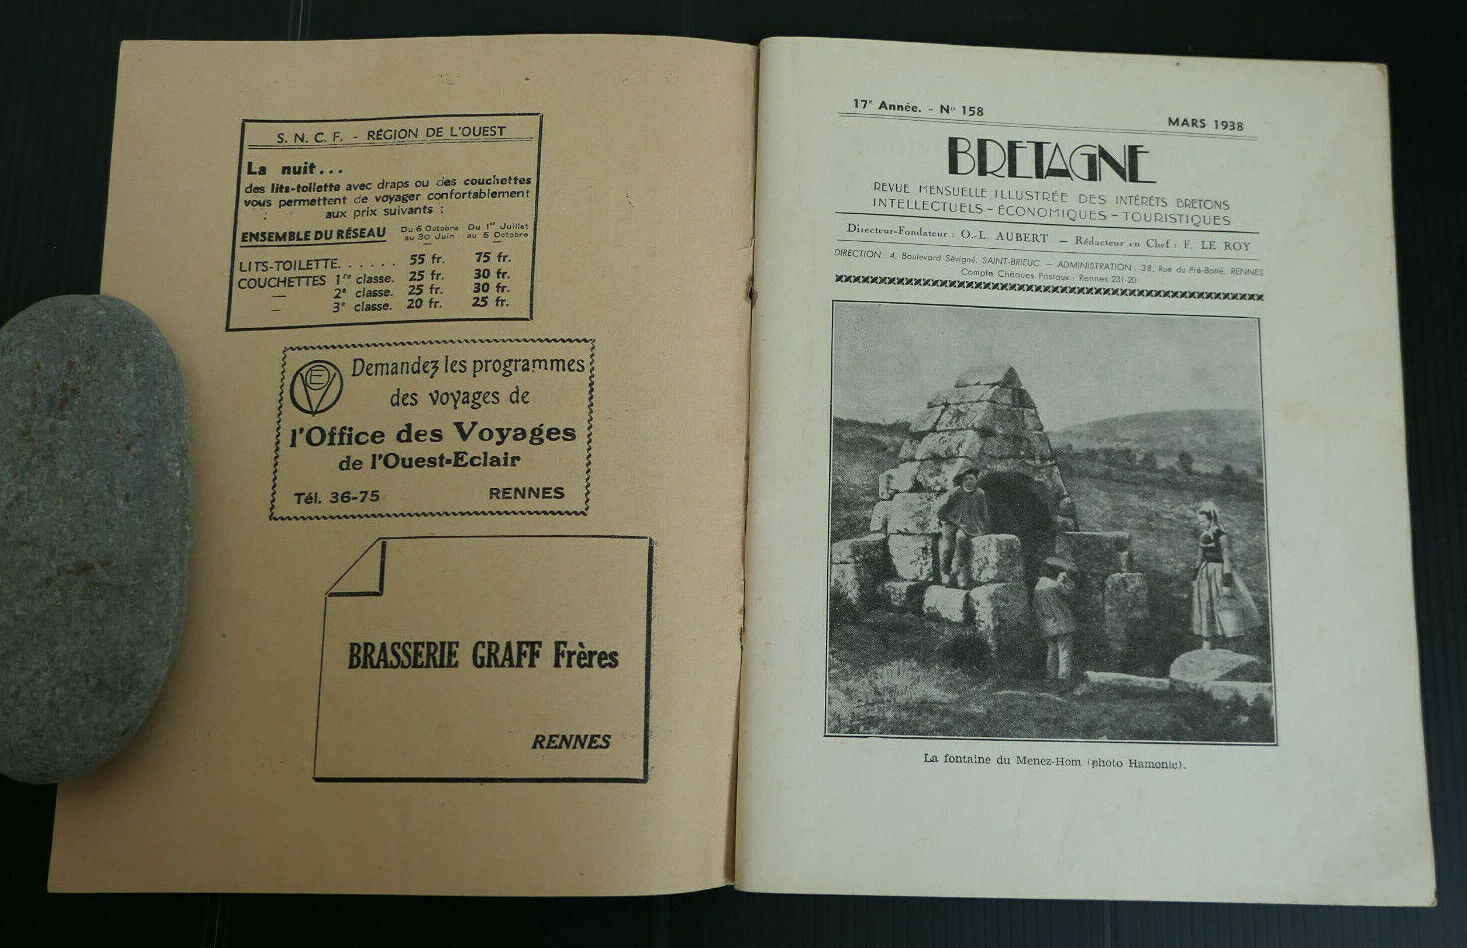 S. N. C. F. - RÉGION DE L'OUEST
La nuit...
des lits-toilette avec draps ou des couchettes
vous permettent de voyager confortablement
aux prix suivants :
ENSEMBLE DU RÉSEAU
Du 6 Octobre au 30 Juin
Du 1er Juillet au 5 Octobre
LITS-TOILETTE. . . . . . 55 fr. 75 fr.
COUCHETTES 1re classe. 25 fr. 30 fr.
— 2e classe. 25 fr. 30 fr.
— 3e classe. 20 fr. 25 fr.
Demandez les programmes
des voyages de
l'Office des Voyages
de l'Ouest-Eclair
Tél. 36-75 RENNES
BRASSERIE GRAFF Frères
RENNES
17e Année. - No 158
MARS 1938
BRETAGNE
REVUE MENSUELLE ILLUSTRÉE DES INTÉRÊTS BRETONS
INTELLECTUELS - ÉCONOMIQUES - TOURISTIQUES
Directeur-Fondateur : O.-L. AUBERT — Rédacteur en Chef : F. LE ROY
DIRECTION : 4, Boulevard Sévigné, SAINT-BRIEUC — ADMINISTRATION : 38, Rue du Pré-Botté, RENNES
Compte Chèques Postaux : Rennes 231-20
La fontaine du Menez-Hom (photo Hamonic).